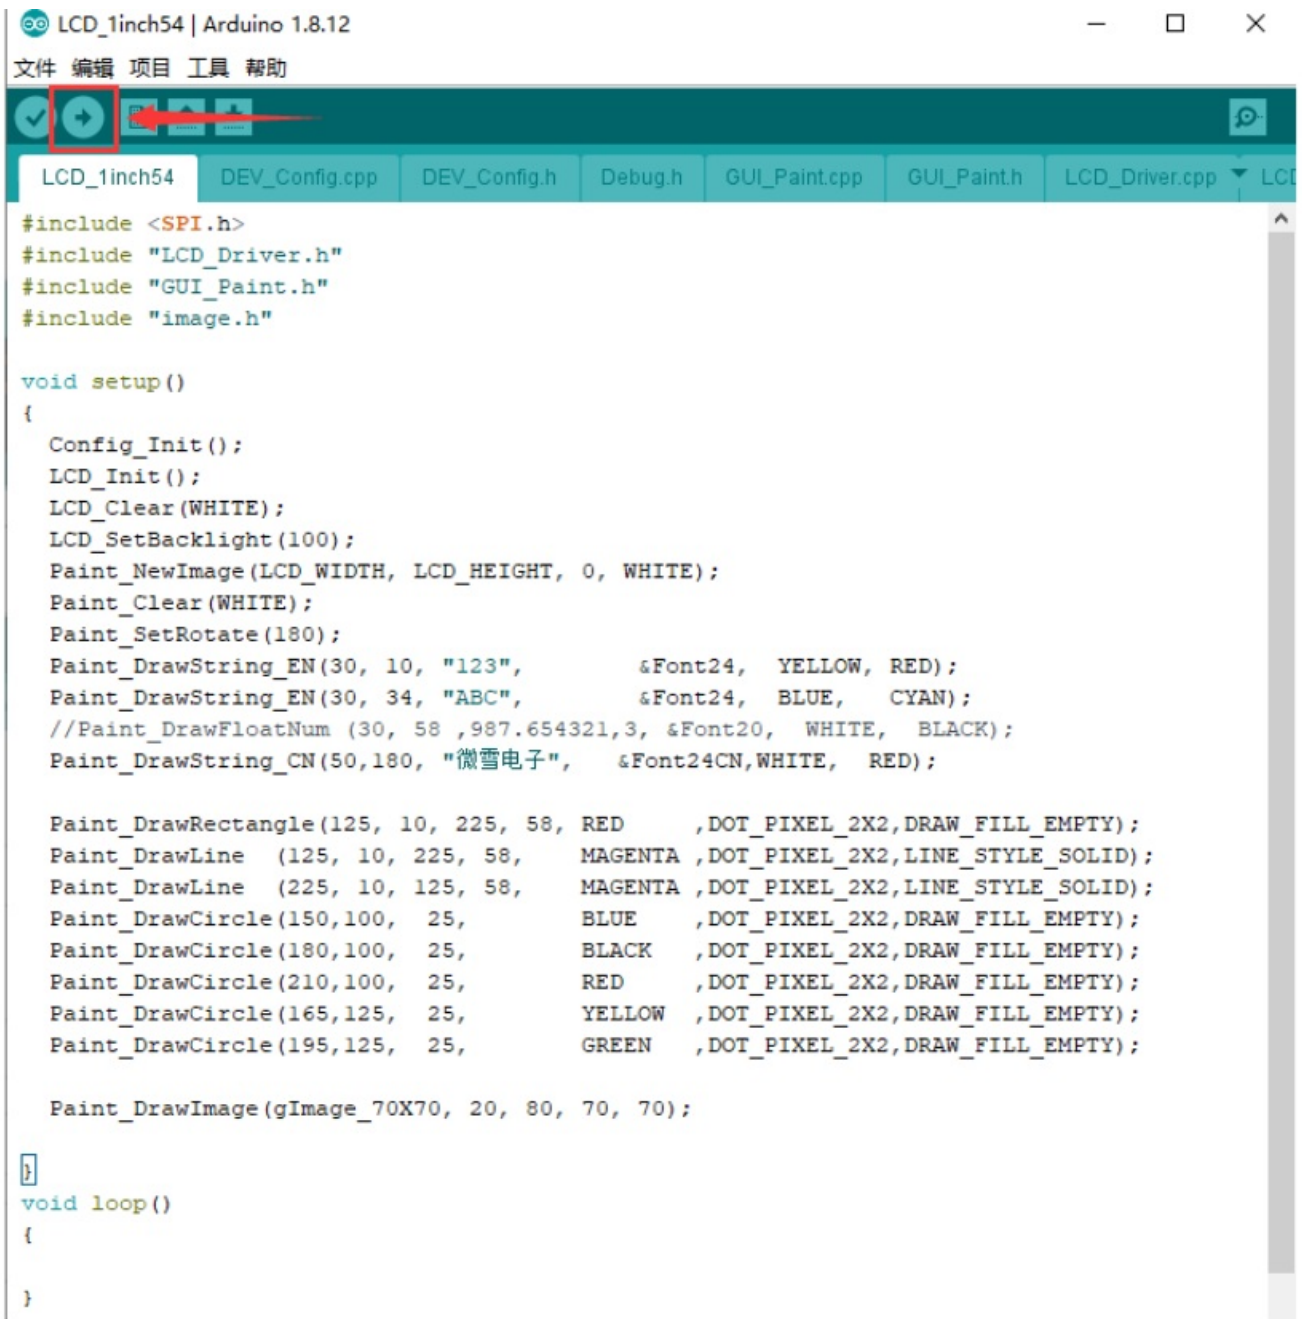 LCD_1inch54 | Arduino 1.8.12
文件 编辑 项目 工具 帮助
LCD_1inch54 DEV_Config.cpp DEV_Config.h Debug.h GUI_Paint.cpp GUI_Paint.h LCD_Driver.cpp
#include <SPI.h>
#include "LCD_Driver.h"
#include "GUI_Paint.h"
#include "image.h"
void setup()
{
Config_Init();
LCD_Init();
LCD_Clear(WHITE);
LCD_SetBacklight(100);
Paint_NewImage(LCD_WIDTH, LCD_HEIGHT, 0, WHITE);
Paint_Clear(WHITE);
Paint_SetRotate(180);
Paint_DrawString_EN(30, 10, "123", &Font24, YELLOW, RED);
Paint_DrawString_EN(30, 34, "ABC", &Font24, BLUE, CYAN);
//Paint_DrawFloatNum (30, 58 ,987.654321,3, &Font20, WHITE, BLACK);
Paint_DrawString_CN(50,180, "微雪电子", &Font24CN,WHITE, RED);
Paint_DrawRectangle(125, 10, 225, 58, RED ,DOT_PIXEL_2X2,DRAW_FILL_EMPTY);
Paint_DrawLine (125, 10, 225, 58, MAGENTA ,DOT_PIXEL_2X2,LINE_STYLE_SOLID);
Paint_DrawLine (225, 10, 125, 58, MAGENTA ,DOT_PIXEL_2X2,LINE_STYLE_SOLID);
Paint_DrawCircle(150,100, 25, BLUE ,DOT_PIXEL_2X2,DRAW_FILL_EMPTY);
Paint_DrawCircle(180,100, 25, BLACK ,DOT_PIXEL_2X2,DRAW_FILL_EMPTY);
Paint_DrawCircle(210,100, 25, RED ,DOT_PIXEL_2X2,DRAW_FILL_EMPTY);
Paint_DrawCircle(165,125, 25, YELLOW ,DOT_PIXEL_2X2,DRAW_FILL_EMPTY);
Paint_DrawCircle(195,125, 25, GREEN ,DOT_PIXEL_2X2,DRAW_FILL_EMPTY);
Paint_DrawImage(gImage_70X70, 20, 80, 70, 70);
}
void loop()
{
}